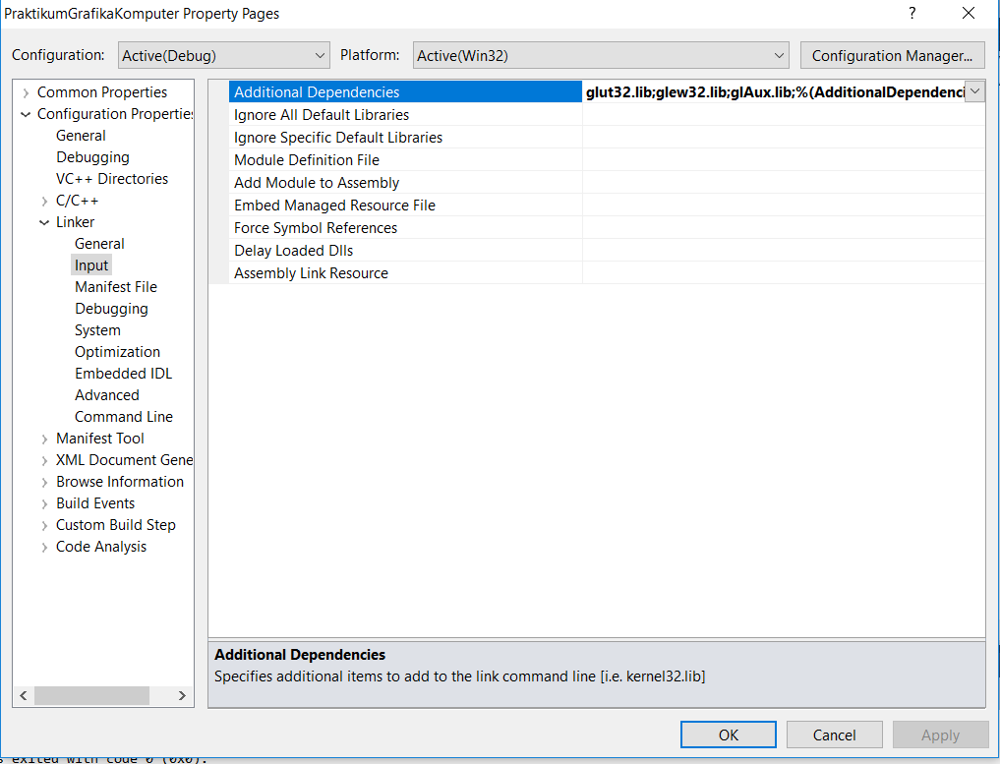 PraktikumGrafikaKomputer Property Pages
Configuration: Active(Debug) Platform: Active(Win32) Configuration Manager...
Common Properties
Configuration Properties
General
Debugging
VC++ Directories
C/C++
Linker
General
Input
Manifest File
Debugging
System
Optimization
Embedded IDL
Advanced
Command Line
Manifest Tool
XML Document Gene
Browse Information
Build Events
Custom Build Step
Code Analysis
Additional Dependencies glut32.lib;glew32.lib;glAux.lib;%(AdditionalDependenci
Ignore All Default Libraries
Ignore Specific Default Libraries
Module Definition File
Add Module to Assembly
Embed Managed Resource File
Force Symbol References
Delay Loaded Dlls
Assembly Link Resource
Additional Dependencies
Specifies additional items to add to the link command line [i.e. kernel32.lib]
OK Cancel Apply
s exited with code 0 (0x0).